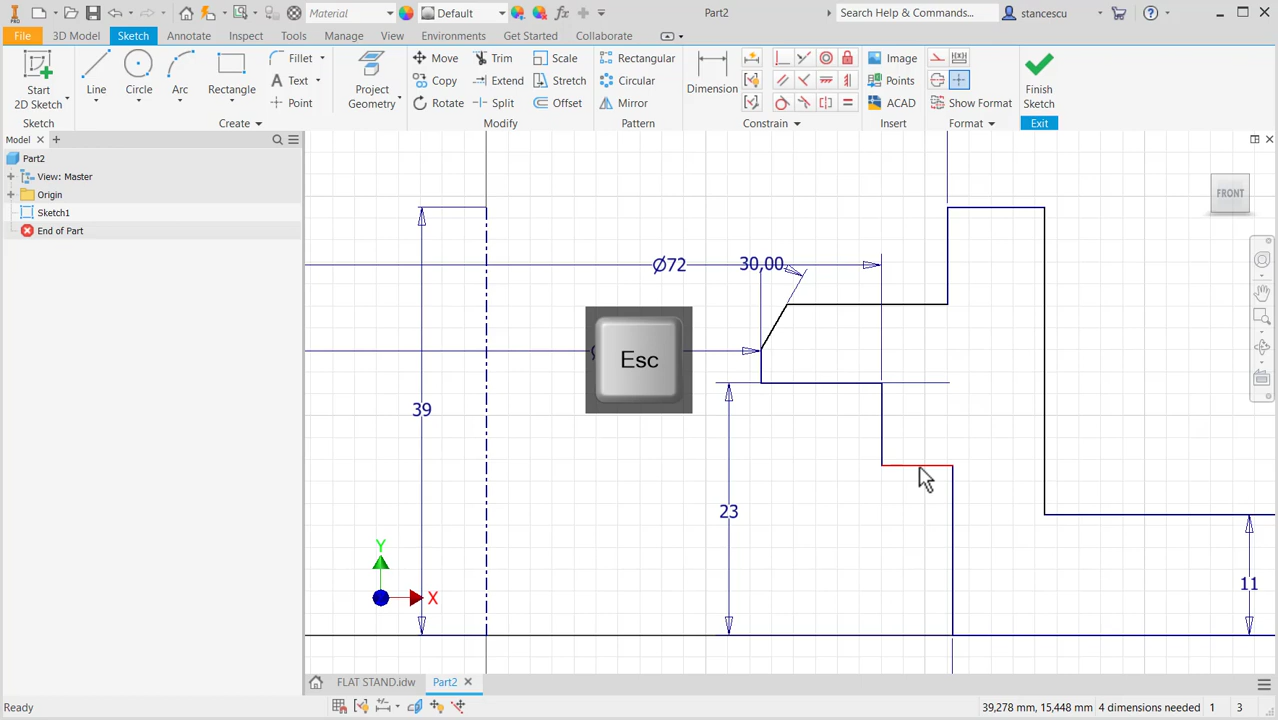 PRO
Material
Default
Part2
Search Help & Commands...
stancescu
File
3D Model
Sketch
Annotate
Inspect
Tools
Manage
View
Environments
Get Started
Collaborate
Start
2D Sketch
Line
Circle
Arc
Rectangle
Fillet
Text
Point
Project
Geometry
Move
Copy
Rotate
Trim
Extend
Split
Scale
Stretch
Offset
Rectangular
Circular
Mirror
Dimension
Image
Points
ACAD
Show Format
Finish
Sketch
Sketch
Create
Modify
Pattern
Constrain
Insert
Format
Exit
Model
Part2
View: Master
Origin
Sketch1
End of Part
FRONT
Ø72
30,00
Esc
39
23
11
Y
X
FLAT STAND.idw
Part2
Ready
39,278 mm, 15,448 mm
4 dimensions needed
1
3